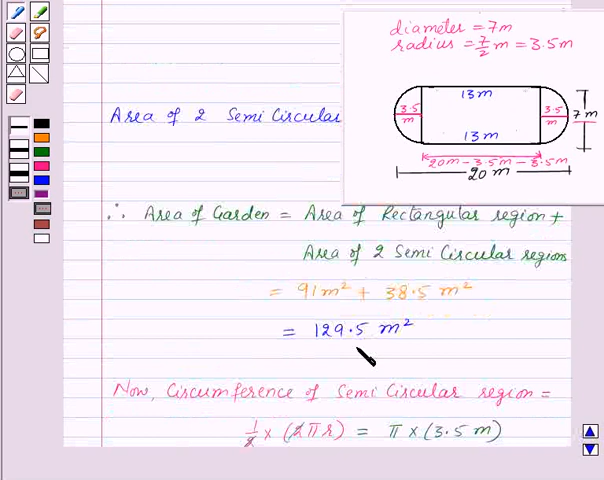 diameter = 7m
radius = 7/2 m = 3.5m
13m
3.5/m
3.5/m
7m
13m
20m - 3.5m - 3.5m
20 m
Area of 2 Semi Circular
∴ Area of Garden = Area of Rectangular region +
Area of 2 Semi Circular regions
= 91m² + 38.5 m²
= 129.5 m²
Now, Circumference of Semi Circular region =
1/2 × (2πr) = π × (3.5 m)